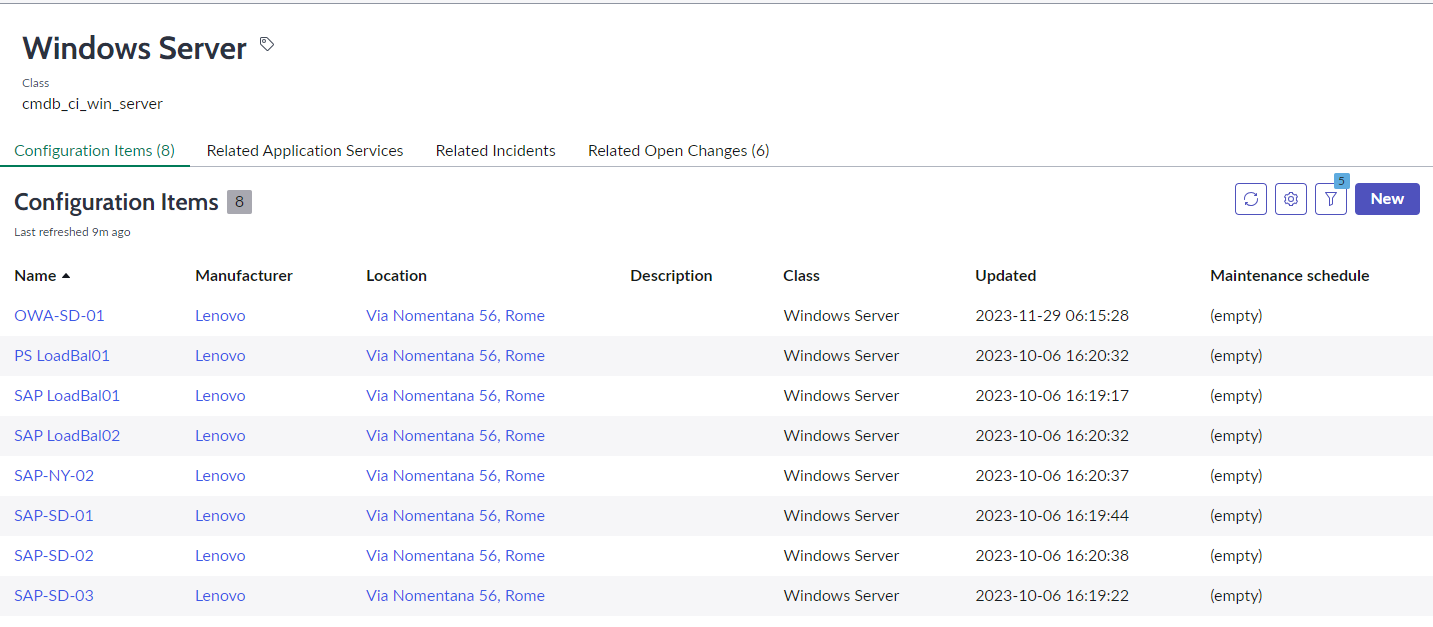 Windows Server
Class
cmdb_ci_win_server
Configuration Items (8) Related Application Services Related Incidents Related Open Changes (6)
5
Configuration Items 8 New
Last refreshed 9m ago
Name Manufacturer Location Description Class Updated Maintenance schedule
OWA-SD-01 Lenovo Via Nomentana 56, Rome Windows Server 2023-11-29 06:15:28 (empty)
PS LoadBal01 Lenovo Via Nomentana 56, Rome Windows Server 2023-10-06 16:20:32 (empty)
SAP LoadBal01 Lenovo Via Nomentana 56, Rome Windows Server 2023-10-06 16:19:17 (empty)
SAP LoadBal02 Lenovo Via Nomentana 56, Rome Windows Server 2023-10-06 16:20:32 (empty)
SAP-NY-02 Lenovo Via Nomentana 56, Rome Windows Server 2023-10-06 16:20:37 (empty)
SAP-SD-01 Lenovo Via Nomentana 56, Rome Windows Server 2023-10-06 16:19:44 (empty)
SAP-SD-02 Lenovo Via Nomentana 56, Rome Windows Server 2023-10-06 16:20:38 (empty)
SAP-SD-03 Lenovo Via Nomentana 56, Rome Windows Server 2023-10-06 16:19:22 (empty)